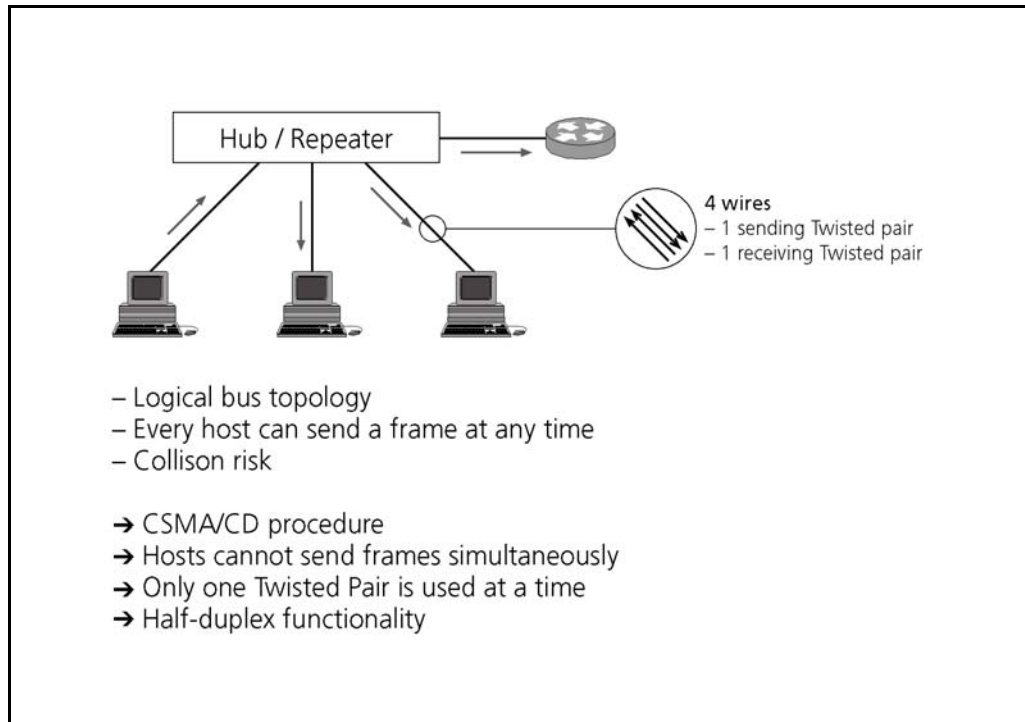 Hub / Repeater
4 wires
– 1 sending Twisted pair
– 1 receiving Twisted pair
– Logical bus topology
– Every host can send a frame at any time
– Collison risk
➔ CSMA/CD procedure
➔ Hosts cannot send frames simultaneously
➔ Only one Twisted Pair is used at a time
➔ Half-duplex functionality